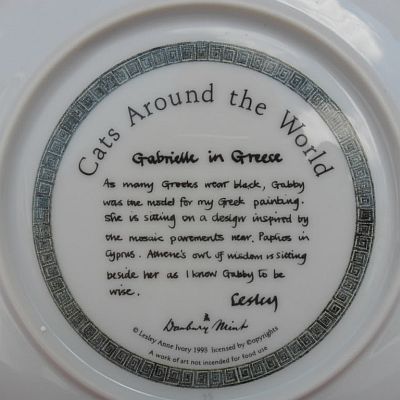 Cats Around the World
Gabrielle in Greece
As many Greeks wear black, Gabby
was the model for my Greek painting.
She is sitting on a design inspired by
the mosaic pavements near Paphos in
Cyprus. Athene's owl of wisdom is sitting
beside her as I know Gabby to be
wise.
Lesley
Danbury Mint
© Lesley Anne Ivory 1998 licensed by ©opyrights
A work of art not intended for food use